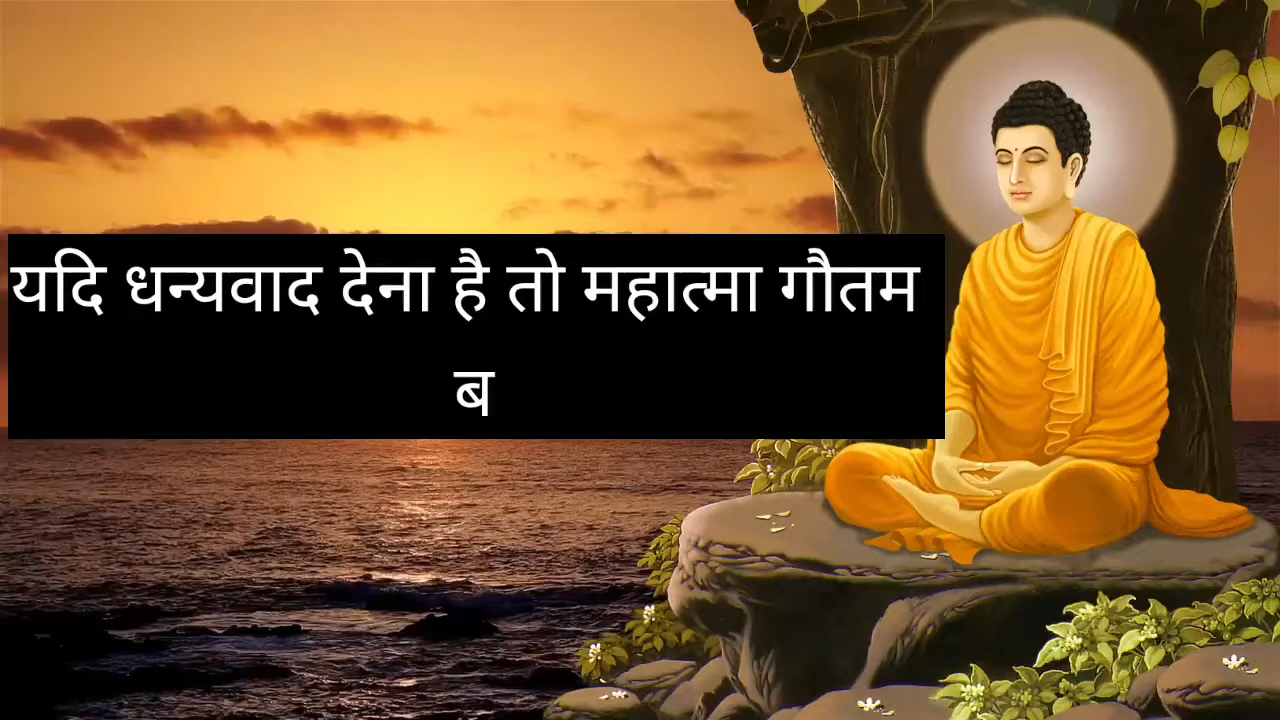 यदि धन्यवाद देना है तो महात्मा गौतम
ब